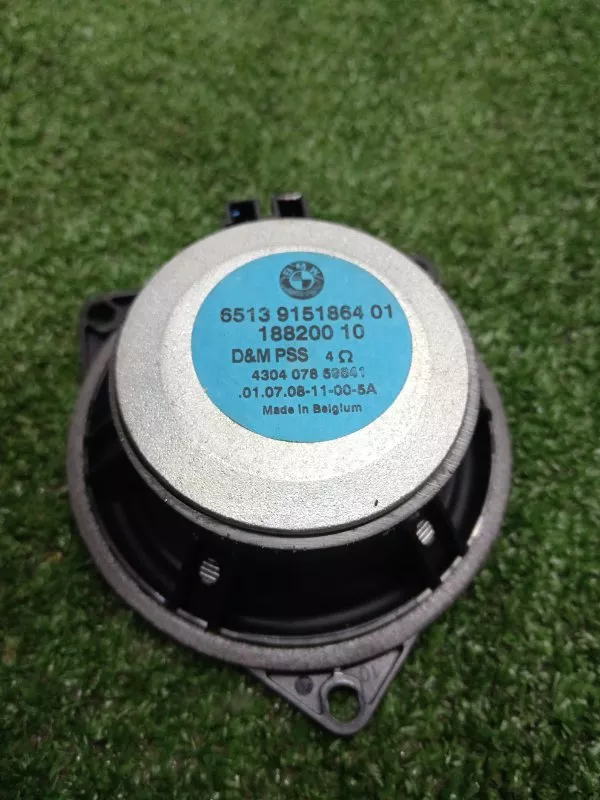 BMW
6513 9151864 01
188200 10
D&M PSS 4 Ω
4304 078 59841
.01.07.08-11-00-5A
Made in Belgium